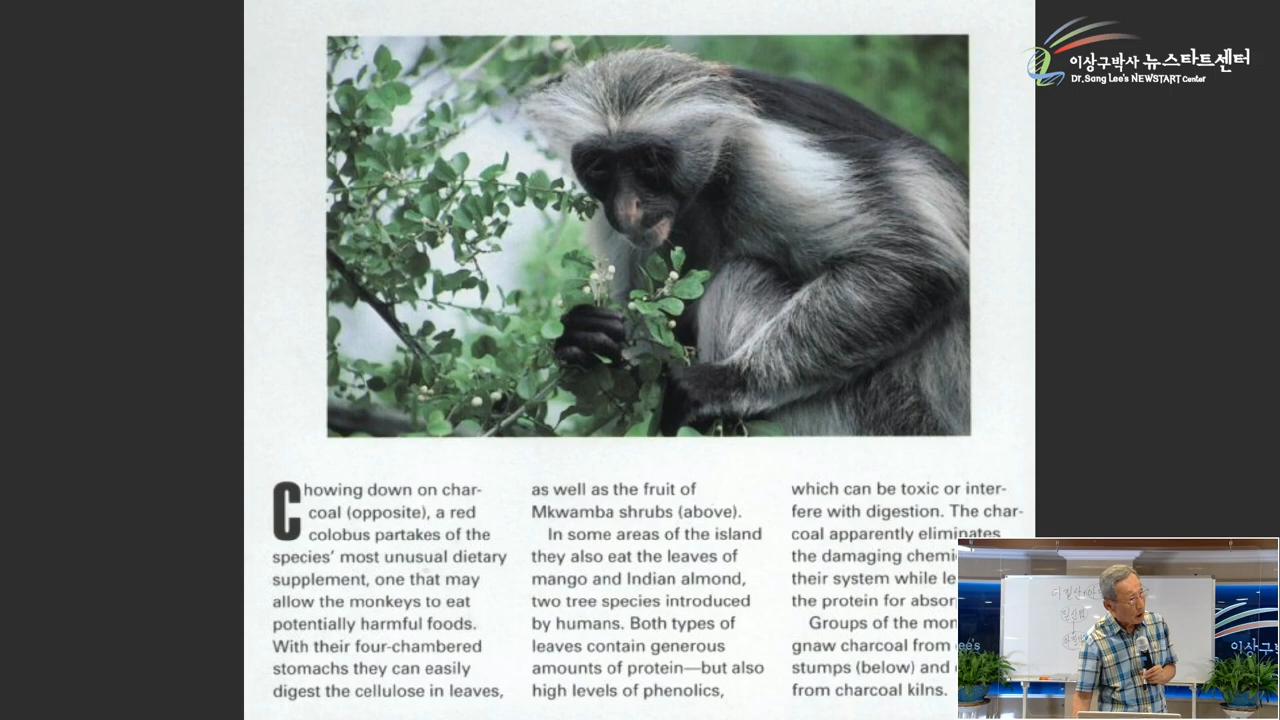 이상구박사 뉴스타트센터
Dr. Sang Lee's NEWSTART Center
Chowing down on char-
coal (opposite), a red
colobus partakes of the
species' most unusual dietary
supplement, one that may
allow the monkeys to eat
potentially harmful foods.
With their four-chambered
stomachs they can easily
digest the cellulose in leaves,
as well as the fruit of
Mkwamba shrubs (above).
In some areas of the island
they also eat the leaves of
mango and Indian almond,
two tree species introduced
by humans. Both types of
leaves contain generous
amounts of protein—but also
high levels of phenolics,
which can be toxic or inter-
fere with digestion. The char-
coal apparently eliminates
the damaging chemi
their system while le
the protein for absor
Groups of the mon
gnaw charcoal from
stumps (below) and
from charcoal kilns.
ee's
이상구